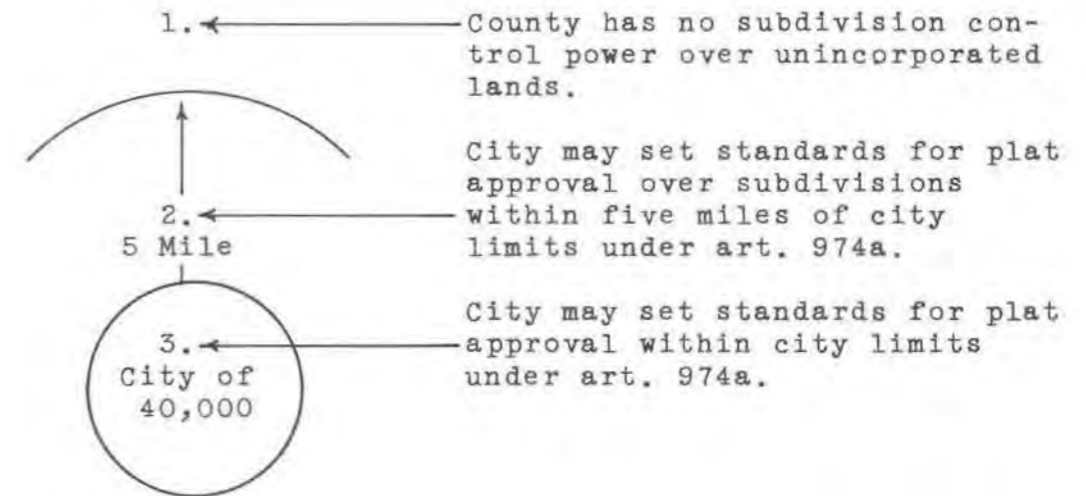 1.
County has no subdivision con-
trol power over unincorporated
lands.
City may set standards for plat
approval over subdivisions
2.
within five miles of city
5 Mile
limits under art. 974a.
City may set standards for plat
3.
approval within city limits
City of
under art. 974a.
40,000